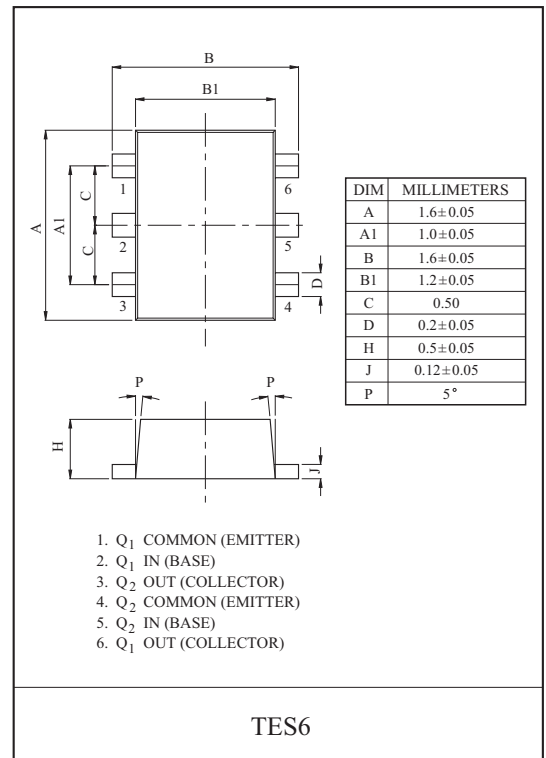 B
B1
A
A1
C
C
D
1
2
3
6
5
4
DIM MILLIMETERS
A 1.6±0.05
A1 1.0±0.05
B 1.6±0.05
B1 1.2±0.05
C 0.50
D 0.2±0.05
H 0.5±0.05
J 0.12±0.05
P 5°
P
P
H
J
1. Q1 COMMON (EMITTER)
2. Q1 IN (BASE)
3. Q2 OUT (COLLECTOR)
4. Q2 COMMON (EMITTER)
5. Q2 IN (BASE)
6. Q1 OUT (COLLECTOR)
TES6